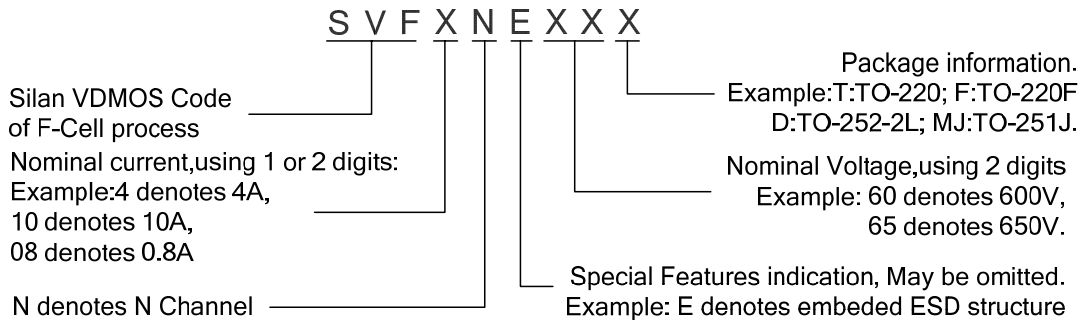 S V F X N E X X X
Silan VDMOS Code
of F-Cell process
Nominal current,using 1 or 2 digits:
Example:4 denotes 4A,
10 denotes 10A,
08 denotes 0.8A
N denotes N Channel
Package information.
Example:T:TO-220; F:TO-220F
D:TO-252-2L; MJ:TO-251J.
Nominal Voltage,using 2 digits
Example: 60 denotes 600V,
65 denotes 650V.
Special Features indication, May be omitted.
Example: E denotes embeded ESD structure